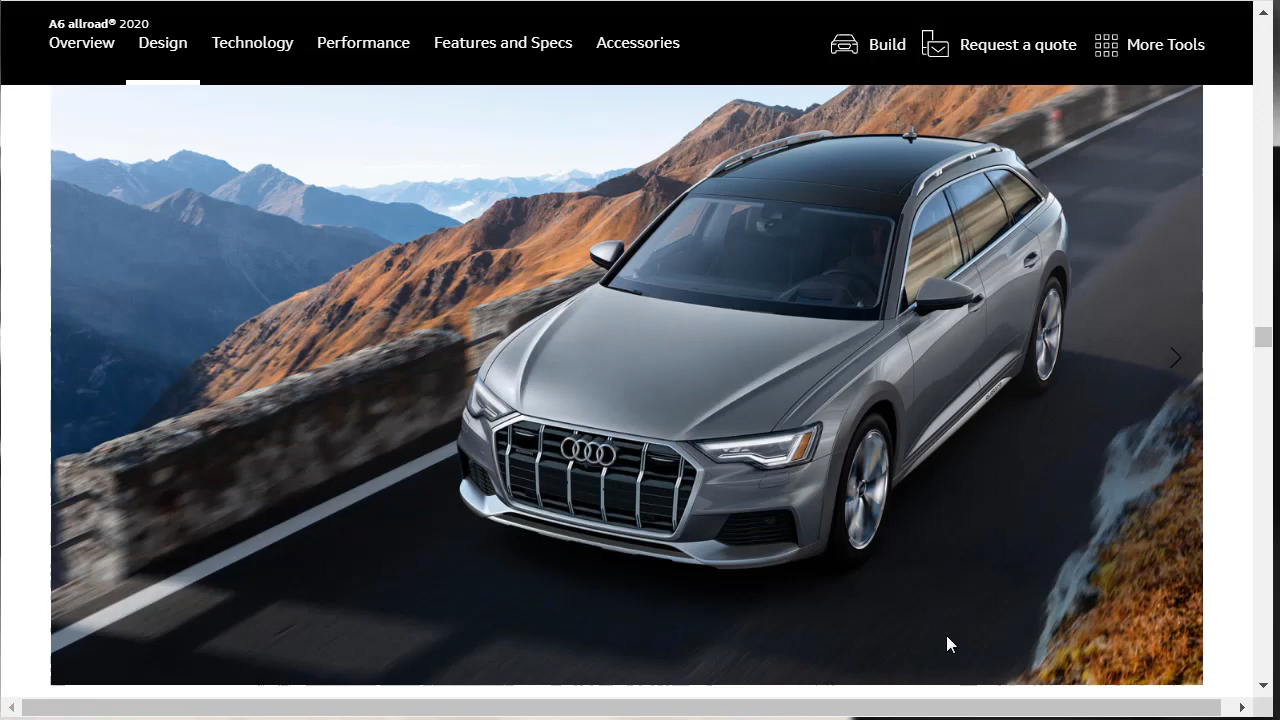 A6 allroad® 2020
Overview
Design
Technology
Performance
Features and Specs
Accessories
Build
Request a quote
More Tools